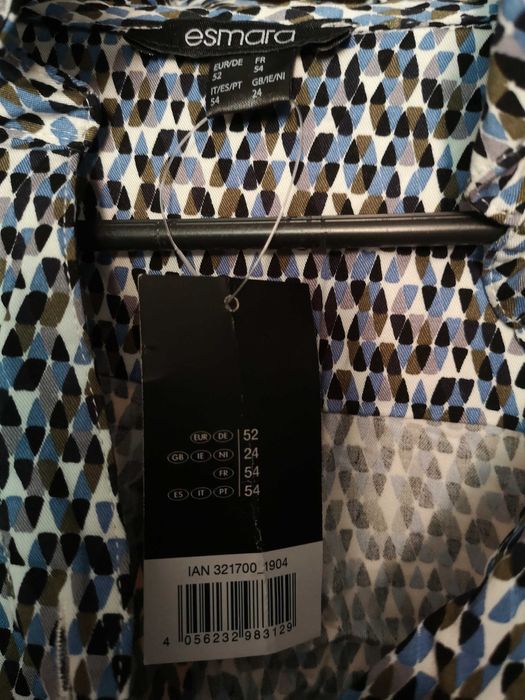 esmara
EUR/DE FR
52 54
IT/ES/PT GB/IE/NI
54 24
EUR DE 52
GB IE NI 24
FR 54
ES IT PT 54
IAN 321700_1904
4 056232 983129